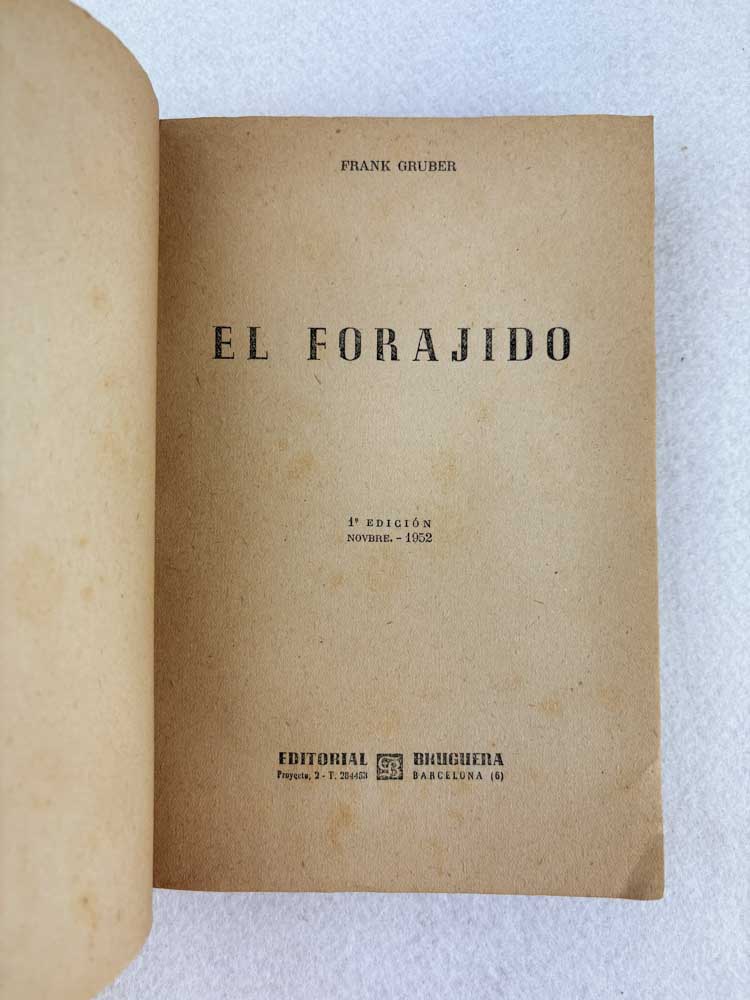 FRANK GRUBER
EL FORAJIDO
1ª EDICIÓN
NOVBRE. - 1952
EDITORIAL B BRUGUERA
Proyecto, 2 - T. 284453 BARCELONA (6)